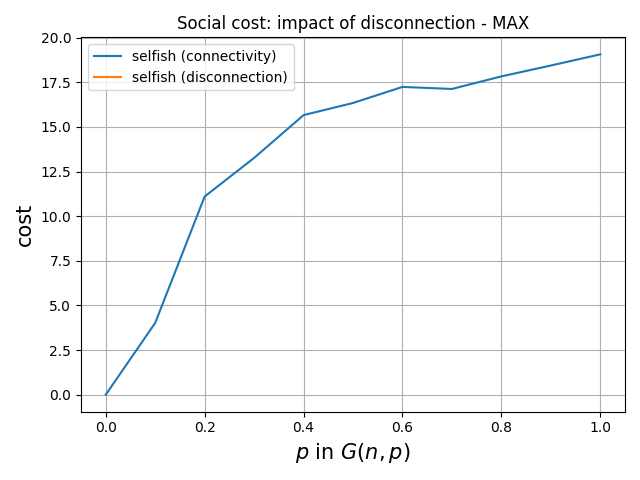 Social cost: impact of disconnection - MAX
selfish (connectivity)
selfish (disconnection)
cost
20.0
17.5
15.0
12.5
10.0
7.5
5.0
2.5
0.0
0.0 0.2 0.4 0.6 0.8 1.0
p in G(n, p)